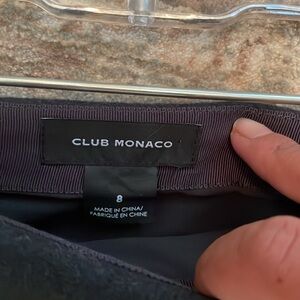 CLUB MONACO
8
MADE IN CHINA/
FABRIQUÉ EN CHINE